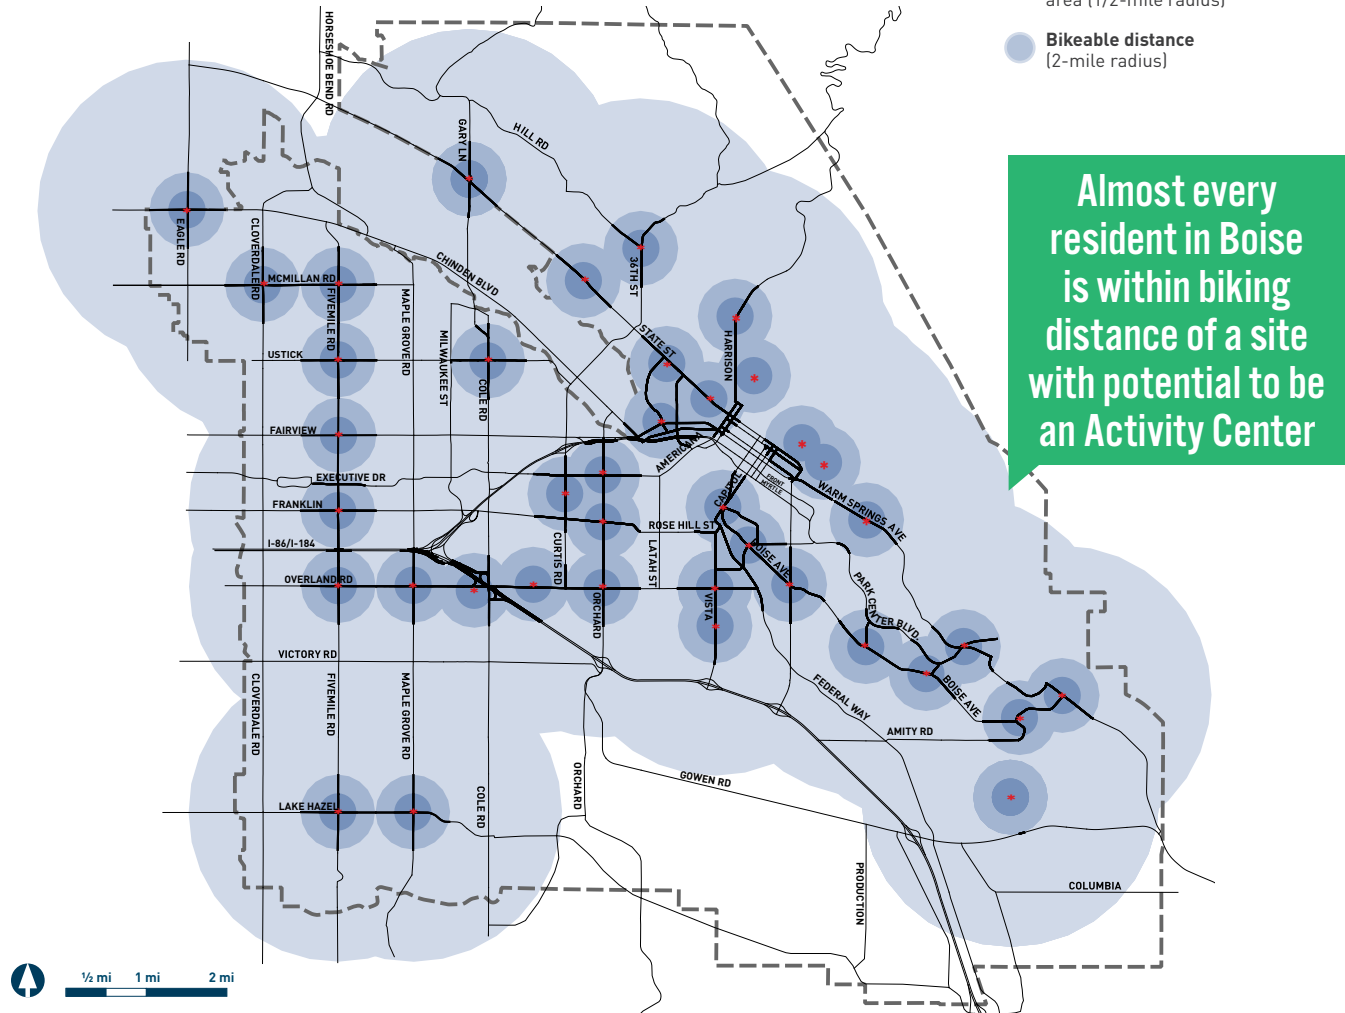 area (1/2-mile radius)
Bikeable distance
(2-mile radius)
Almost every
resident in Boise
is within biking
distance of a site
with potential to be
an Activity Center
HORSESHOE BEND RD
GARY LN
HILL RD
EAGLE RD
CLOVERDALE RD
MCMILLAN RD
FIVEMILE RD
MAPLE GROVE RD
CHINDEN BLVD
36TH ST
STATE ST
HARRISON
USTICK
MILWAUKEE ST
COLE RD
FAIRVIEW
AMERICANA
EXECUTIVE DR
FRANKLIN
CAPITOL
FRONT
MYRTLE
WARM SPRINGS AVE
ROSE HILL ST
I-86/I-184
CURTIS RD
LATAH ST
BOISE AVE
OVERLAND RD
ORCHARD
VISTA
PARK CENTER BLVD
VICTORY RD
CLOVERDALE RD
FIVEMILE RD
MAPLE GROVE RD
FEDERAL WAY
BOISE AVE
AMITY RD
GOWEN RD
ORCHARD
COLE RD
LAKE HAZEL
PRODUCTION
COLUMBIA
½ mi
1 mi
2 mi